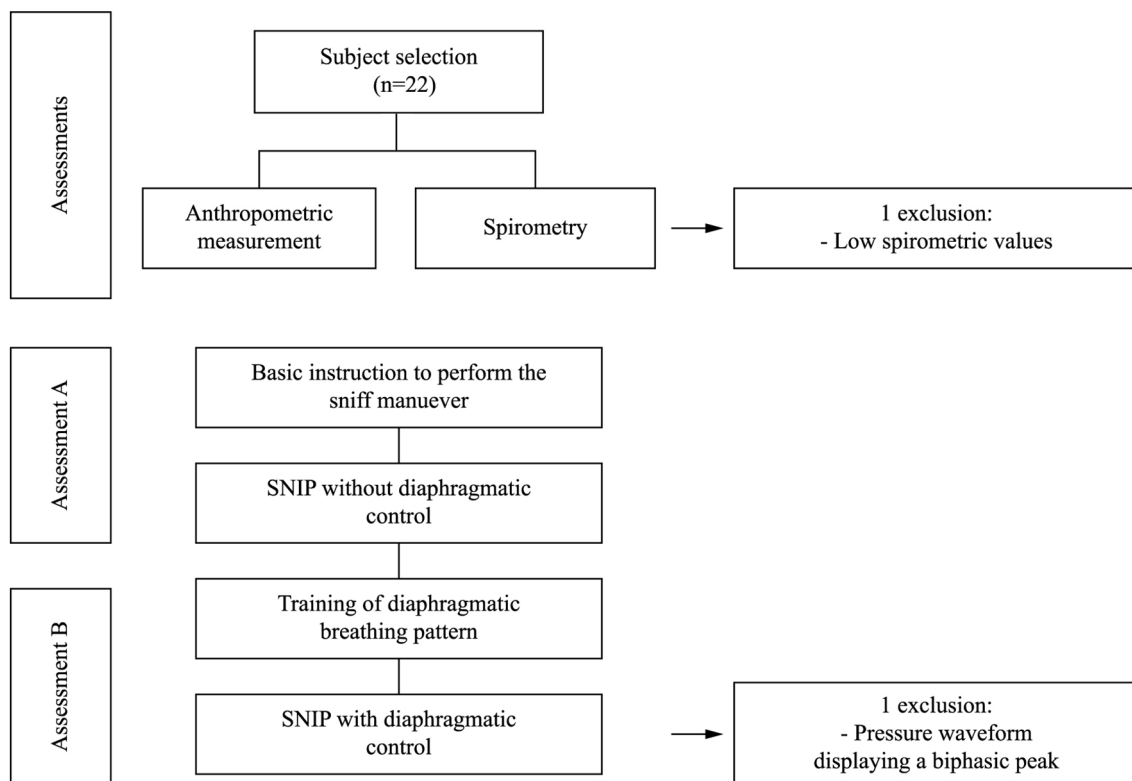 Assessments
Subject selection
(n=22)
Anthropometric
measurement
Spirometry
1 exclusion:
- Low spirometric values
Assessment A
Basic instruction to perform the
sniff manuever
SNIP without diaphragmatic
control
Assessment B
Training of diaphragmatic
breathing pattern
SNIP with diaphragmatic
control
1 exclusion:
- Pressure waveform
displaying a biphasic peak